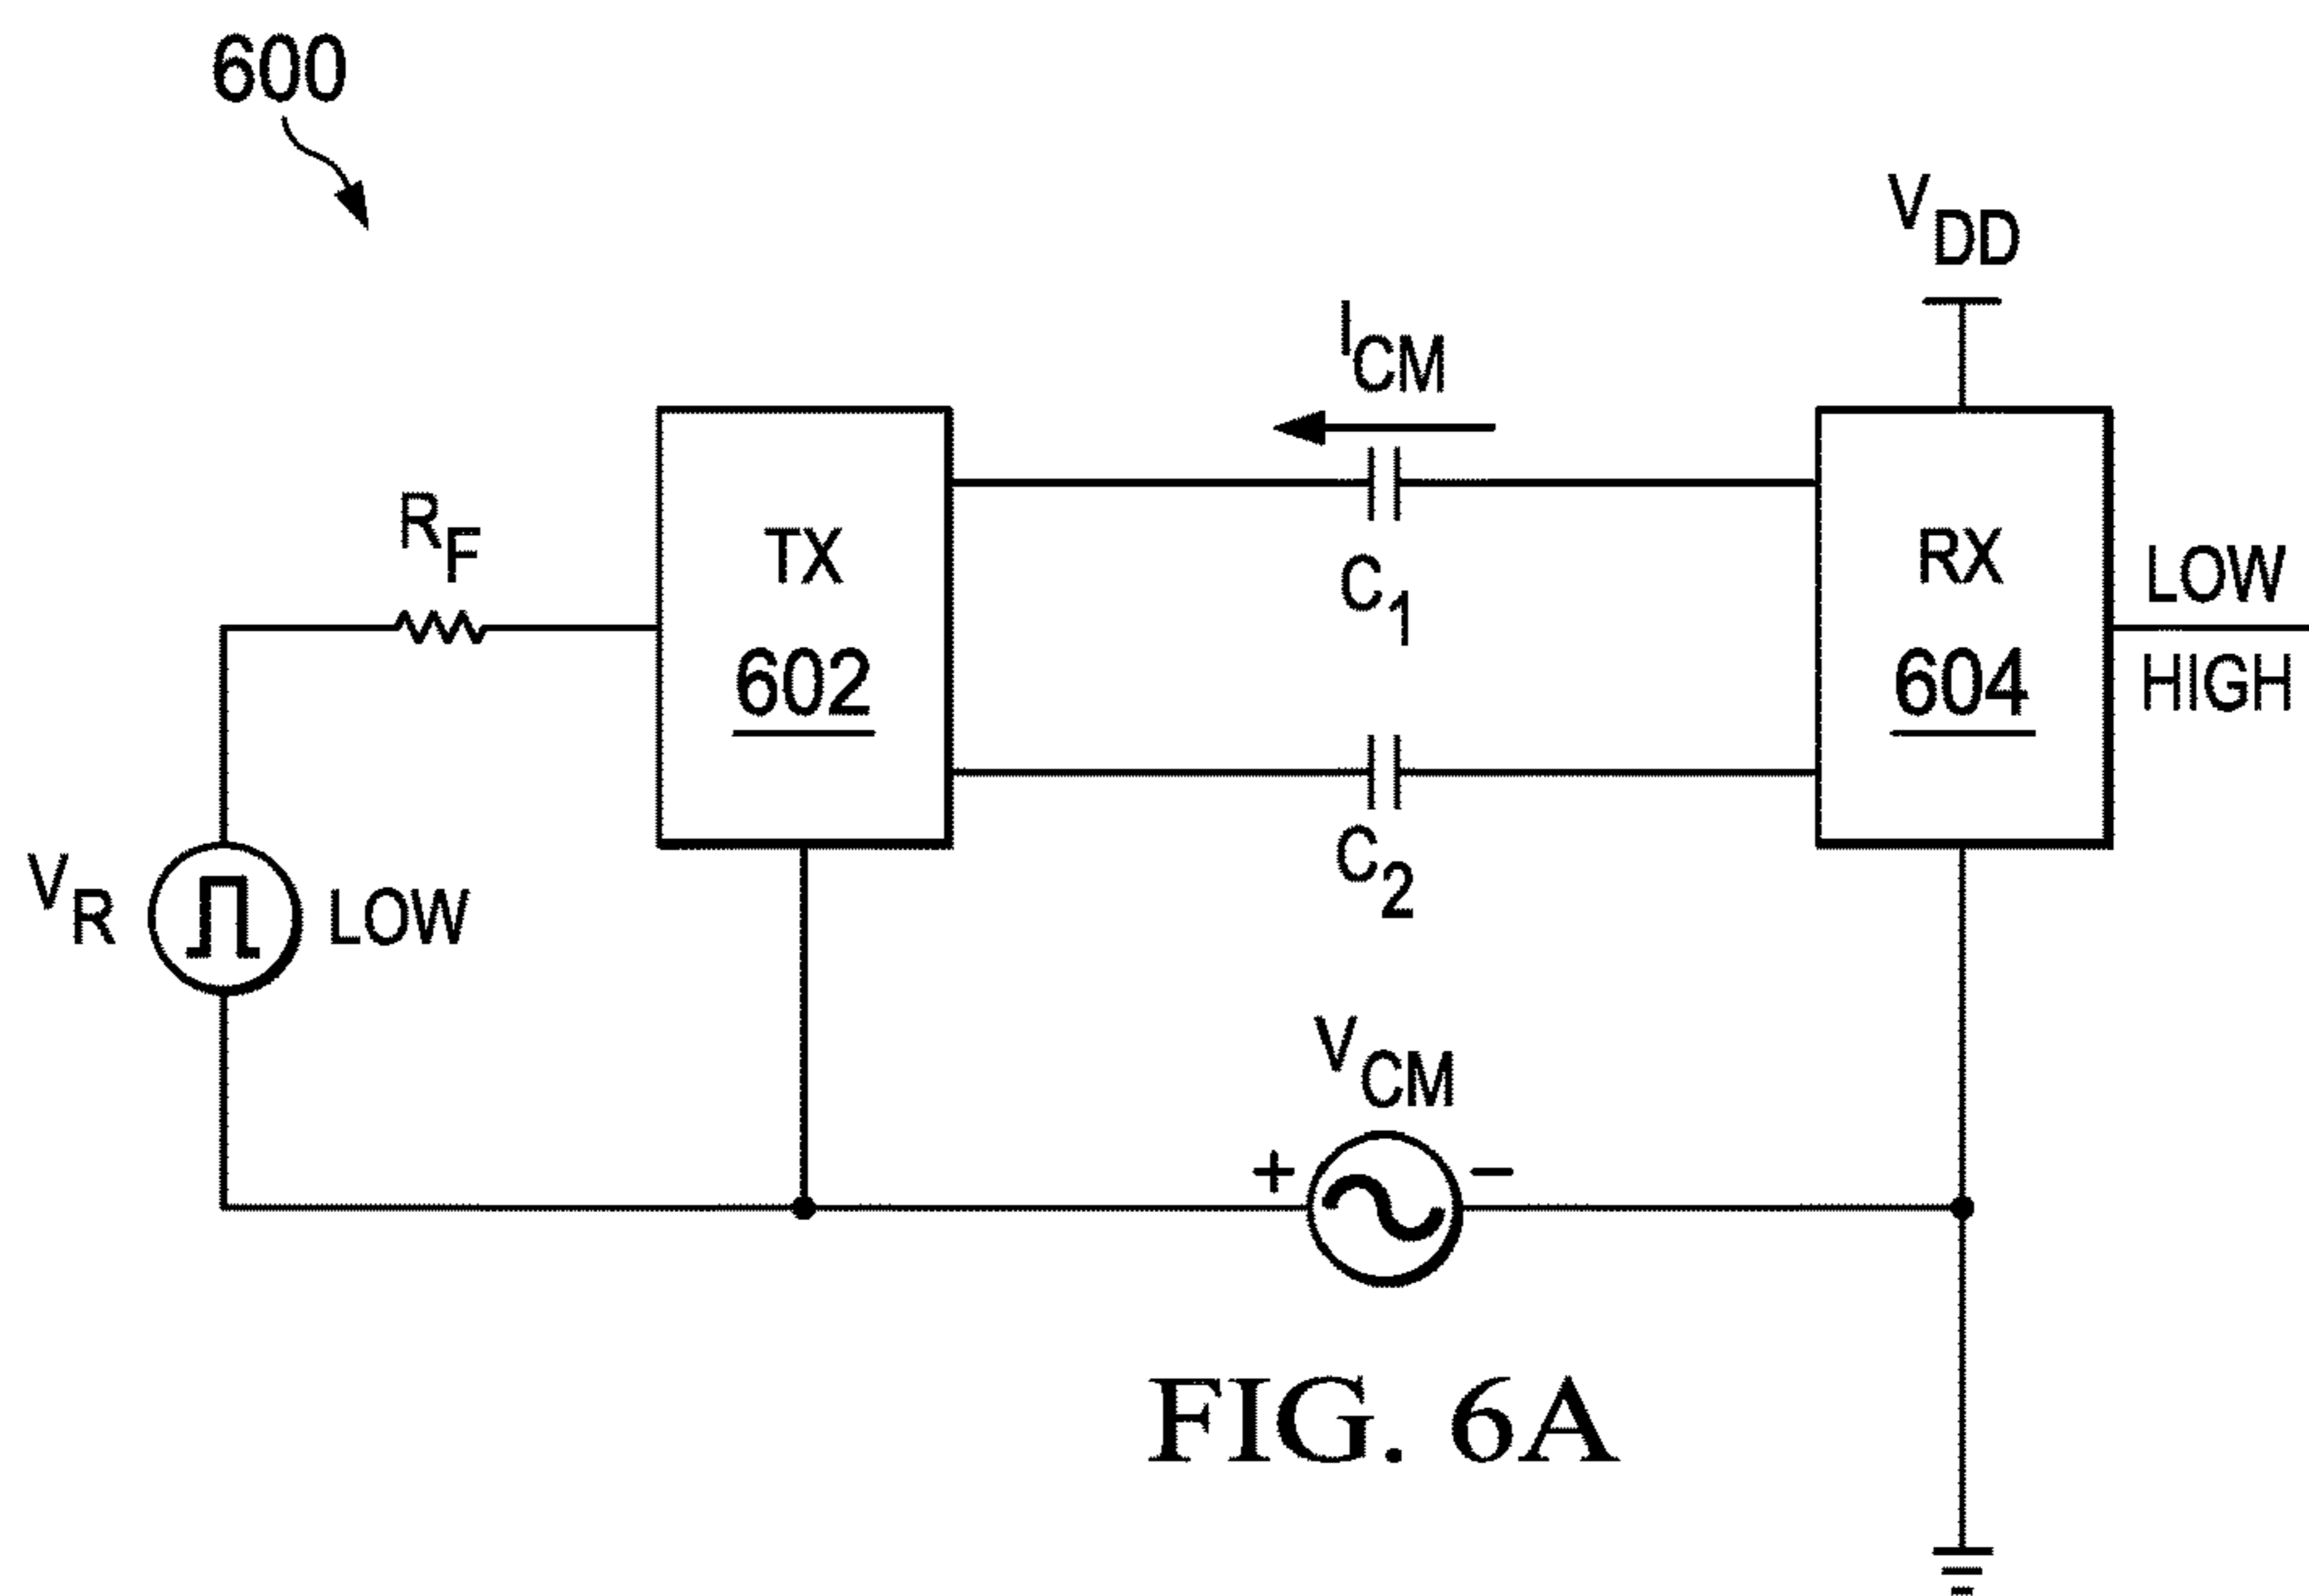 600
V DD
I CM
R F
TX
602
C 1
RX
604
LOW
HIGH
V R
LOW
C 2
V CM
+
−
FIG. 6A